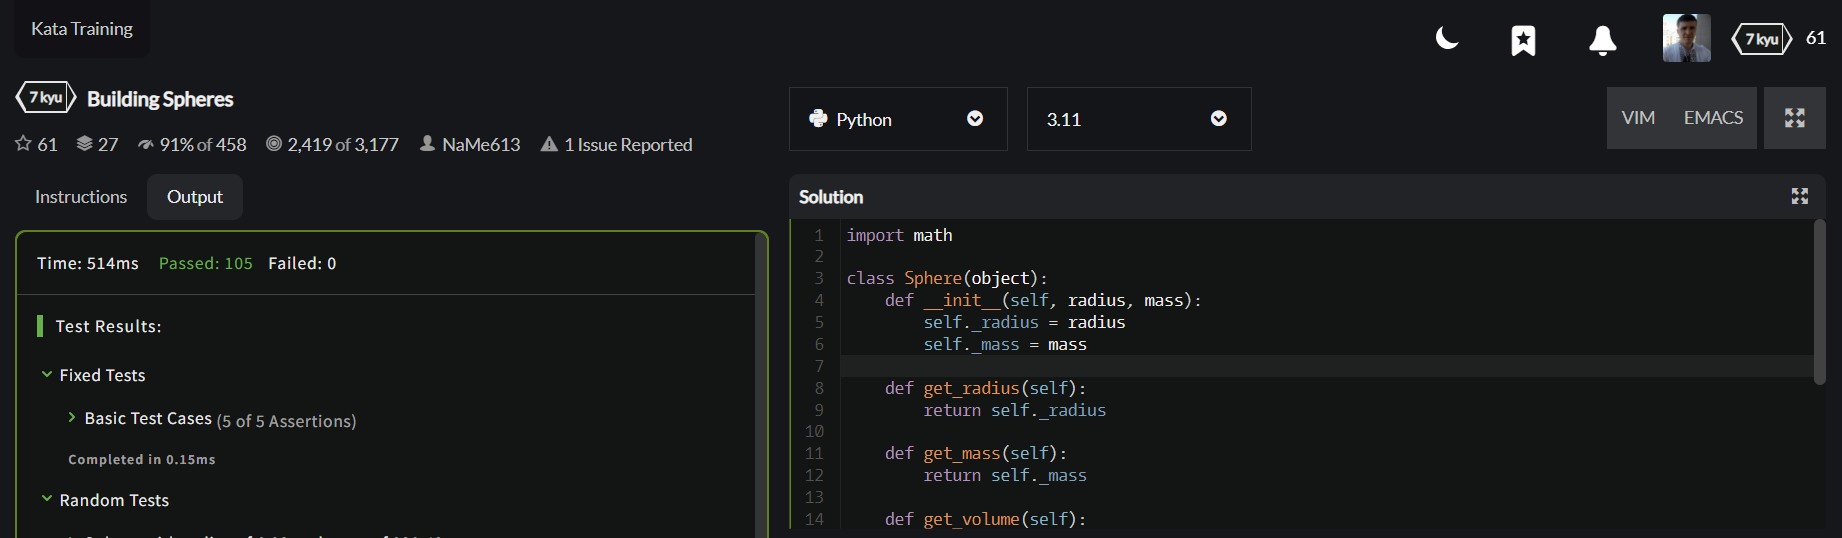 Kata Training
7 kyu 61
7 kyu Building Spheres
61 27 91% of 458 2,419 of 3,177 NaMe613 1 Issue Reported
Python 3.11 VIM EMACS
Instructions Output
Time: 514ms Passed: 105 Failed: 0
Test Results:
Fixed Tests
Basic Test Cases (5 of 5 Assertions)
Completed in 0.15ms
Random Tests
Solution
1 import math
2
3 class Sphere(object):
4     def __init__(self, radius, mass):
5         self._radius = radius
6         self._mass = mass
7
8     def get_radius(self):
9         return self._radius
10
11     def get_mass(self):
12         return self._mass
13
14     def get_volume(self):